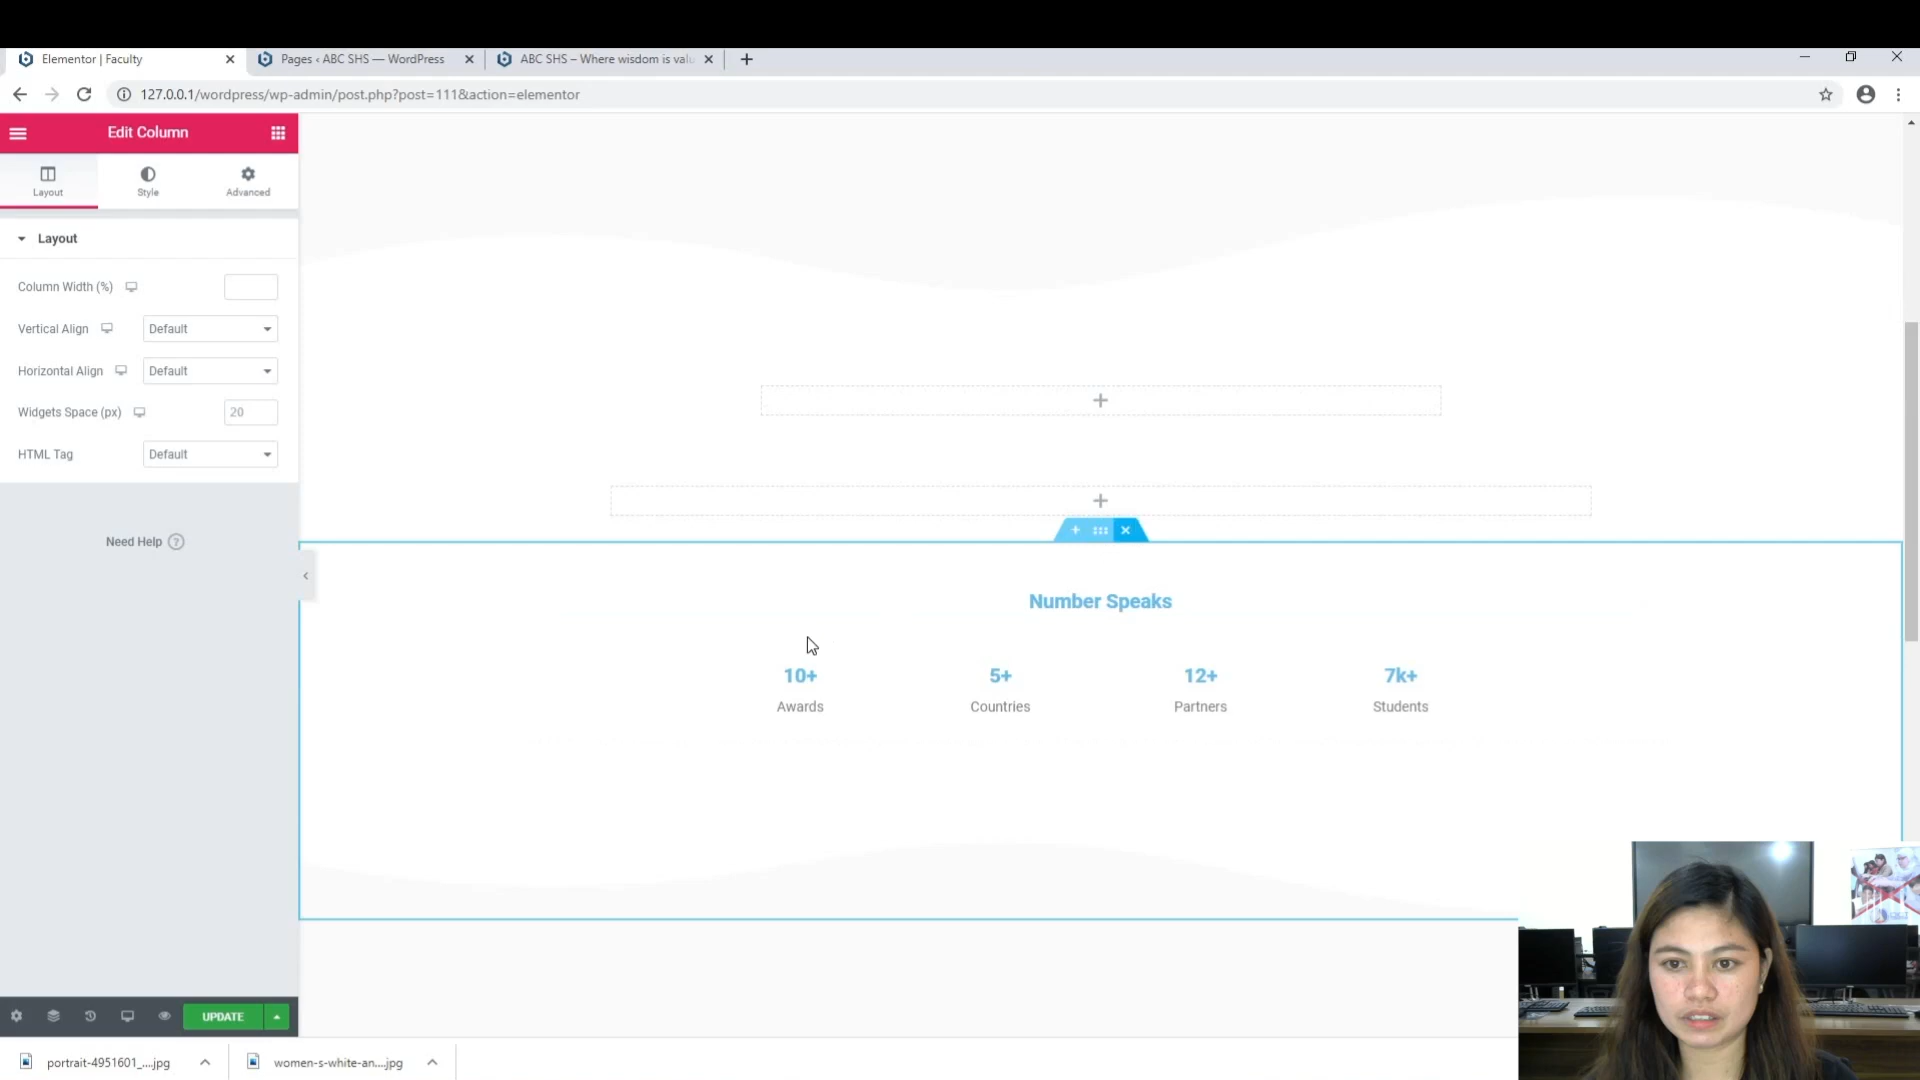 Elementor | Faculty
Pages ‹ ABC SHS — WordPress
ABC SHS – Where wisdom is valu
127.0.0.1/wordpress/wp-admin/post.php?post=111&action=elementor
Edit Column
Layout
Style
Advanced
Layout
Column Width (%)
Vertical Align
Default
Horizontal Align
Default
Widgets Space (px)
20
HTML Tag
Default
Need Help
Number Speaks
10+
5+
12+
7k+
Awards
Countries
Partners
Students
UPDATE
portrait-4951601_....jpg
women-s-white-an....jpg